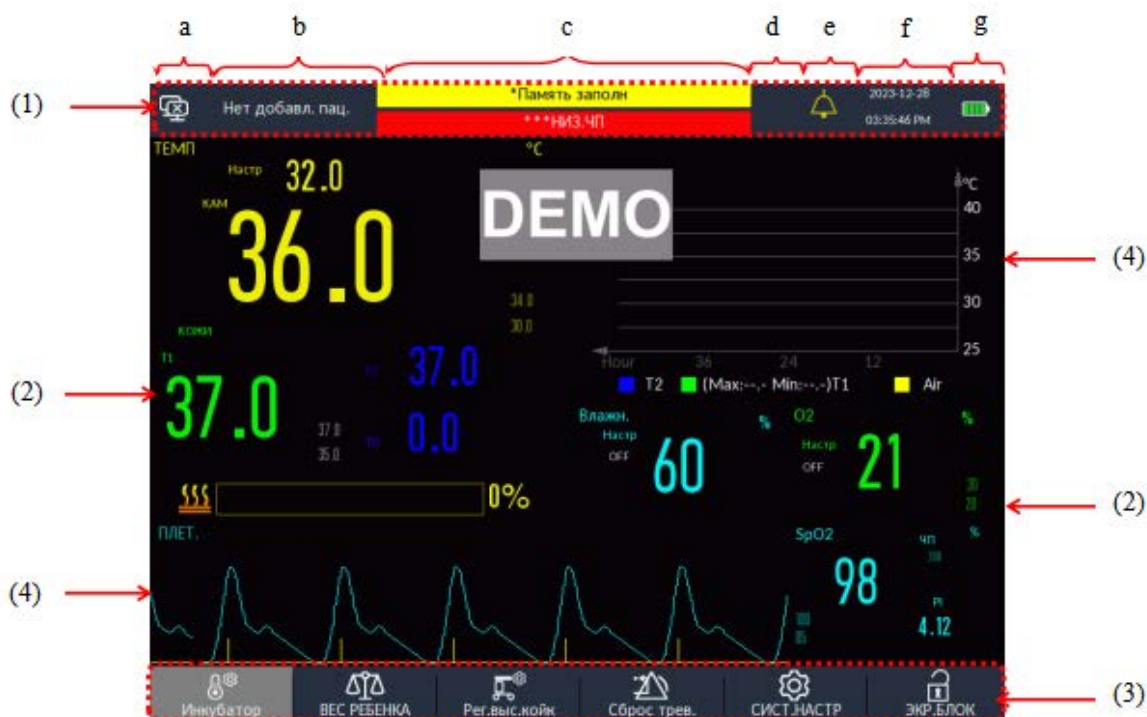 a b c d e f g
(1)
Нет добавл. пац.
*Память заполн
***НИЗ.ЧП
2023-12-28
03:35:46 PM
ТЕМП
°C
Настр 32.0
КАМ
36.0
34.0
30.0
DEMO
°C
40
35
30
25
Hour 36 24 12
T2 (Max:--.- Min:--.-)T1 Air
(4)
КОЖИ
T1
37.0
37.0
35.0
37.0
0.0
(2)
Влажн. %
Настр
OFF
60
O2 %
Настр
OFF
21
(2)
0%
ПЛЕТ.
SpO2 %
ЧП
98
PI
4.12
100
85
(4)
Инкубатор ВЕС РЕБЕНКА Рег.выс.койк Сброс трев. СИСТ.НАСТР ЭКР.БЛОК
(3)